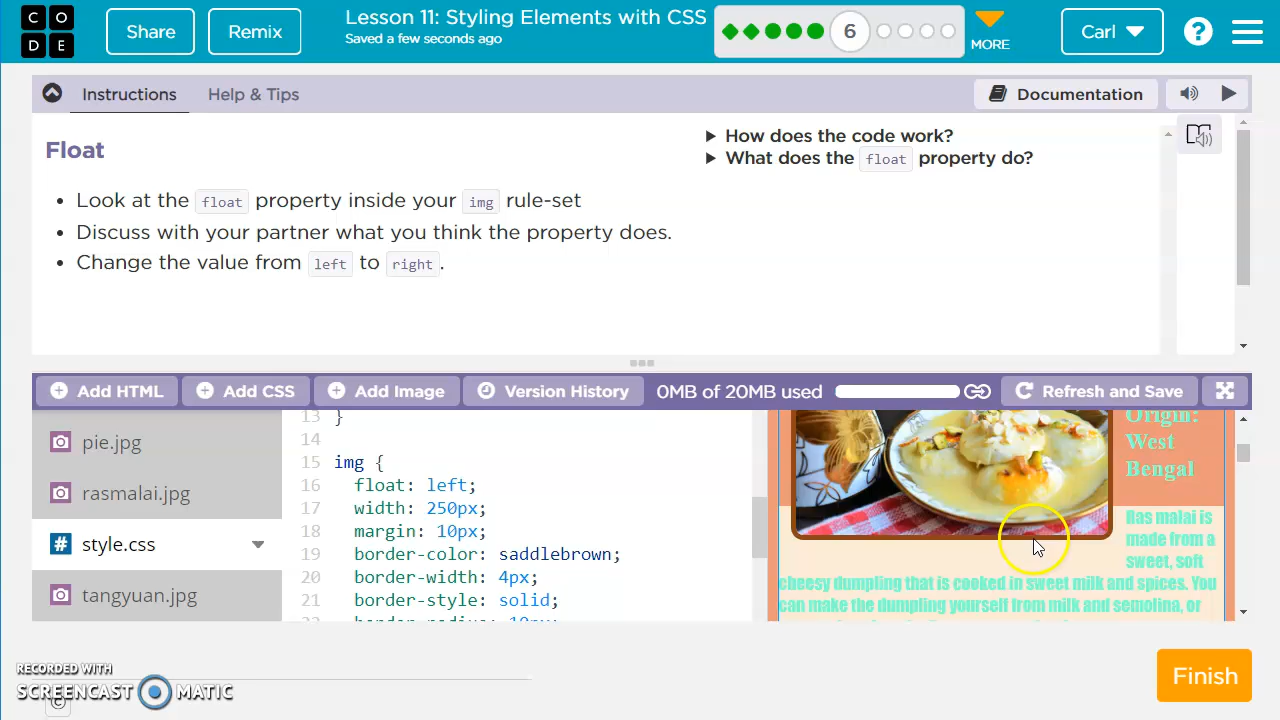 C O
D E
Share
Remix
Lesson 11: Styling Elements with CSS
Saved a few seconds ago
6
MORE
Carl
?
Instructions
Help & Tips
Documentation
Float
Look at the float property inside your img rule-set
Discuss with your partner what you think the property does.
Change the value from left to right.
How does the code work?
What does the float property do?
Add HTML
Add CSS
Add Image
Version History
0MB of 20MB used
Refresh and Save
pie.jpg
rasmalai.jpg
# style.css
tangyuan.jpg
13 }
14
15 img {
16 float: left;
17 width: 250px;
18 margin: 10px;
19 border-color: saddlebrown;
20 border-width: 4px;
21 border-style: solid;
Origin:
West
Bengal
Ras malai is
made from a
sweet, soft
cheesy dumpling that is cooked in sweet milk and spices. You
can make the dumpling yourself from milk and semolina, or
Finish
RECORDED WITH
SCREENCAST MATIC
©